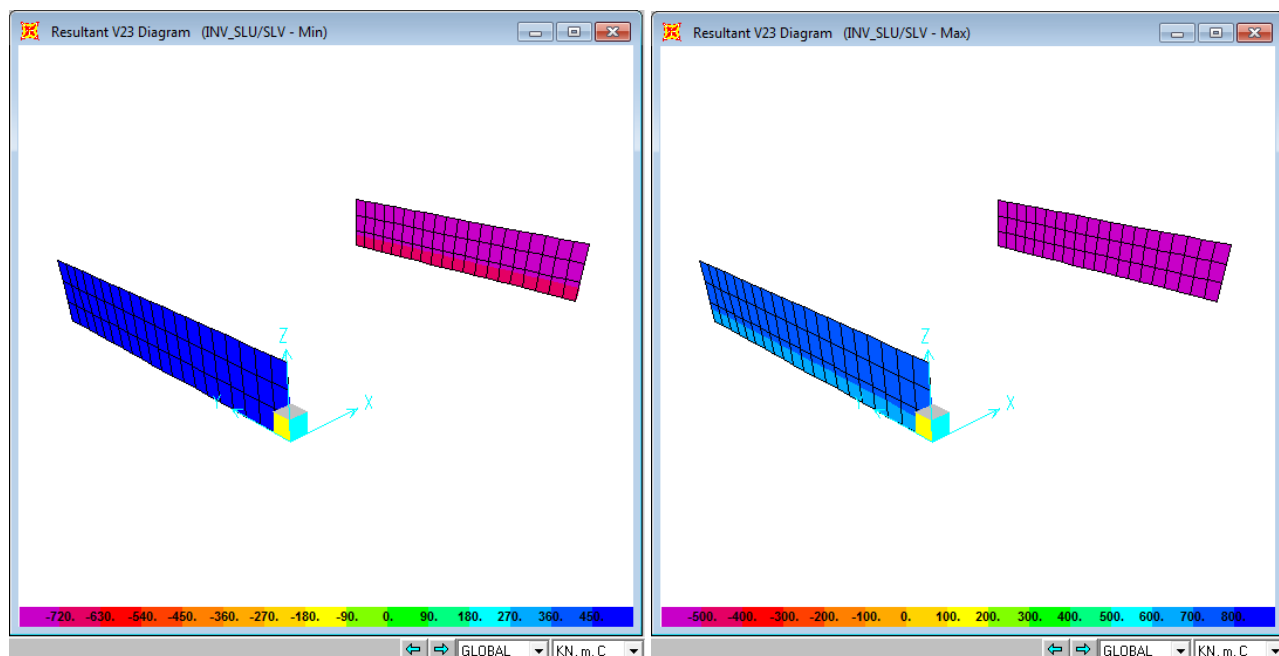 Resultant V23 Diagram (INV_SLU/SLV - Min)
Z
X
Y
-720. -630. -540. -450. -360. -270. -180. -90. 0. 90. 180. 270. 360. 450.
GLOBAL KN, m, C
Resultant V23 Diagram (INV_SLU/SLV - Max)
Z
X
Y
-500. -400. -300. -200. -100. 0. 100. 200. 300. 400. 500. 600. 700. 800.
GLOBAL KN, m, C